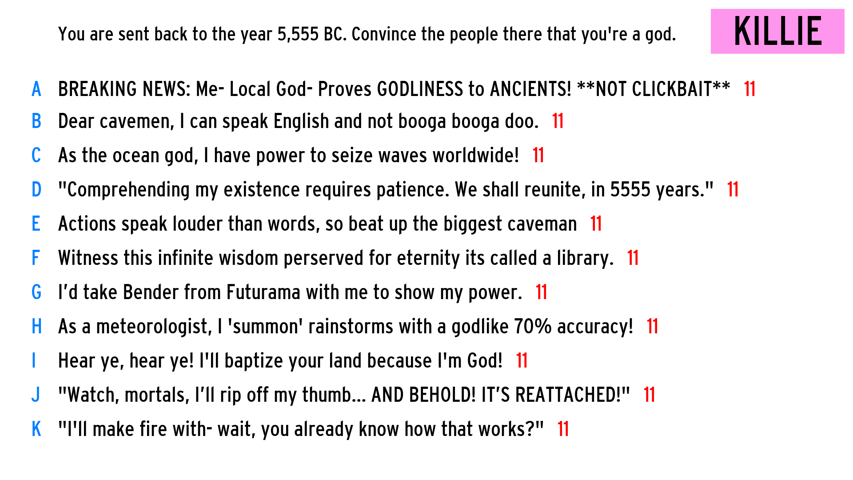 You are sent back to the year 5,555 BC. Convince the people there that you're a god.
KILLIE
A BREAKING NEWS: Me- Local God- Proves GODLINESS to ANCIENTS! **NOT CLICKBAIT** 11
B Dear cavemen, I can speak English and not booga booga doo. 11
C As the ocean god, I have power to seize waves worldwide! 11
D "Comprehending my existence requires patience. We shall reunite, in 5555 years." 11
E Actions speak louder than words, so beat up the biggest caveman 11
F Witness this infinite wisdom perserved for eternity its called a library. 11
G I’d take Bender from Futurama with me to show my power. 11
H As a meteorologist, I 'summon' rainstorms with a godlike 70% accuracy! 11
I Hear ye, hear ye! I'll baptize your land because I'm God! 11
J "Watch, mortals, I’ll rip off my thumb... AND BEHOLD! IT’S REATTACHED!" 11
K "I'll make fire with- wait, you already know how that works?" 11